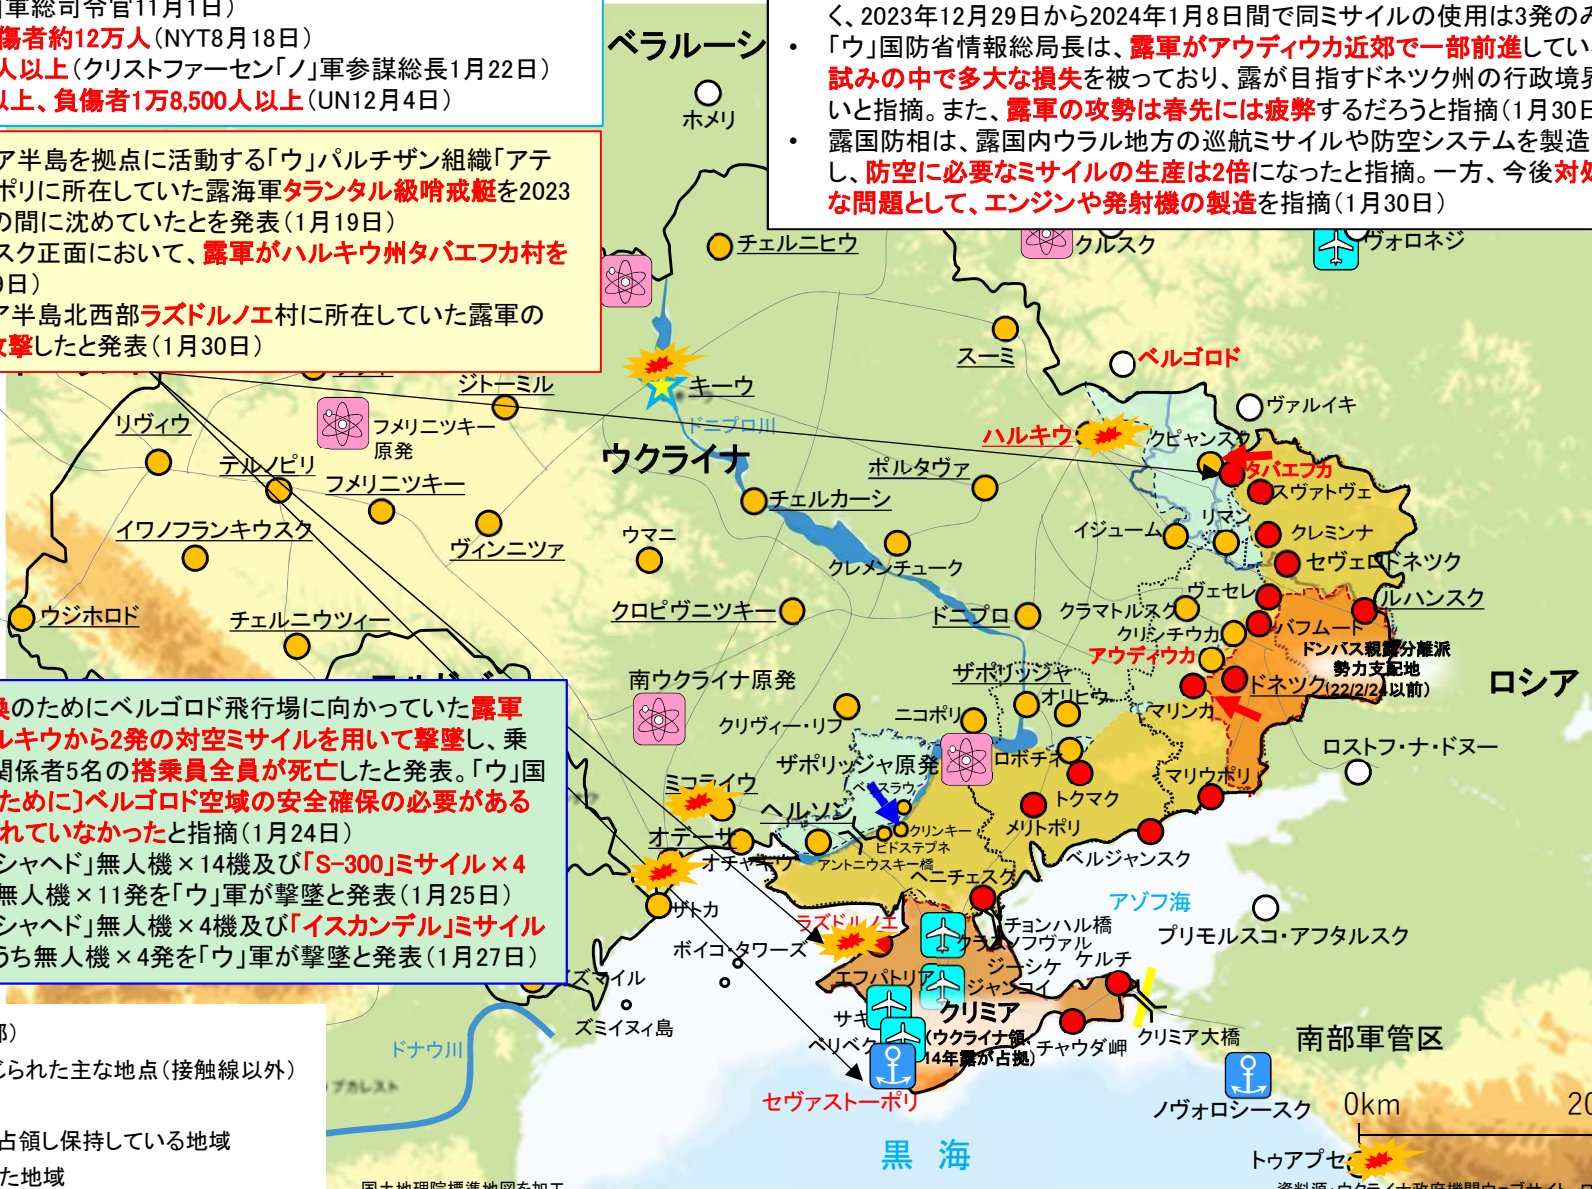 軍総司令官11月1日）
傷者約12万人（NYT8月18日）
人以上（クリストファーセン「ノ」軍参謀総長1月22日）
以上、負傷者1万8,500人以上（UN12月4日）
ア半島を拠点に活動する「ウ」パルチザン組織「アテ
ポリに所在していた露海軍タランタル級哨戒艇を2023
の間に沈めていたとを発表（1月19日）
スク正面において、露軍がハルキウ州タバエフカ村を
9日）
ア半島北西部ラズドルノエ村に所在していた露軍の
攻撃したと発表（1月30日）
く、2023年12月29日から2024年1月8日間で同ミサイルの使用は3発のみ
・「ウ」国防省情報総局長は、露軍がアウディウカ近郊で一部前進してい
試みの中で多大な損失を被っており、露が目指すドネツク州の行政境界
いと指摘。また、露軍の攻勢は春先には疲弊するだろうと指摘（1月30日
・露国防相は、露国内ウラル地方の巡航ミサイルや防空システムを製造
し、防空に必要なミサイルの生産は2倍になったと指摘。一方、今後対処
な問題として、エンジンや発射機の製造を指摘（1月30日）
ベラルーシ
ホメリ
チェルニヒウ
クルスク
ヴォロネジ
スーミ
ベルゴロド
ジトーミル
キーウ
ヴァルイキ
リヴィウ
フメリニツキー
原発
ドニプロ川
ハルキウ
クピャンスク
ウクライナ
テルノピリ
フメリニツキー
ポルタヴァ
タバエフカ
スヴァトヴェ
チェルカーシ
イワノフランキウスク
ヴィンニツァ
ウマニ
イジューム
リマン
クレミンナ
クレメンチューク
セヴェロドネツク
ウジホロド
チェルニウツィー
クロピヴニツキー
ドニプロ
クラマトルスク
ヴェセレ
ルハンスク
クリシチウカ
バフムート
アウディウカ
ドンバス親露分離派
勢力支配地
（22/2/24以前）
ドネツク
ロシア
南ウクライナ原発
ザポリッジャ
オリヒウ
マリンカ
クリヴィー・リフ
ニコポリ
ロストフ・ナ・ドヌー
ザポリッジャ原発
ロボチネ
マリウポリ
ミコライウ
ベリスラウ
トクマク
ヘルソン
クリンキー
メリトポリ
オデーサ
オチャキウ
アントニウスキー橋
ビドステプネ
ベルジャンスク
ヘニチェスク
換のためにベルゴロド飛行場に向かっていた露軍
ルキウから2発の対空ミサイルを用いて撃墜し、乗
関係者5名の搭乗員全員が死亡したと発表。「ウ」国
ために］ベルゴロド空域の安全確保の必要がある
れていなかったと指摘（1月24日）
シャヘド」無人機×14機及び「S-300」ミサイル×4
無人機×11発を「ウ」軍が撃墜と発表（1月25日）
シャヘド」無人機×4機及び「イスカンデル」ミサイル
うち無人機×4発を「ウ」軍が撃墜と発表（1月27日）
アゾフ海
ザトカ
ラズドルノエ
チョンハル橋
プリモルスコ・アフタルスク
ボイコ・タワーズ
クラスノフヴァル
ジーシケ
ケルチ
イズマイル
エフパトリア
ジャンコイ
ズミイヌィ島
サキ
クリミア
（ウクライナ領、
14年露が占拠）
チャウダ岬
クリミア大橋
南部軍管区
ドナウ川
ベリベク
ブカレスト
セヴァストーポリ
ノヴォロシースク
0km
20
黒 海
トゥアプセ
部）
じられた主な地点（接触線以外）
占領し保持している地域
た地域
国土地理院標準地図を加工
資料源：ウクライナ政府機関ウェブサイト、ロ